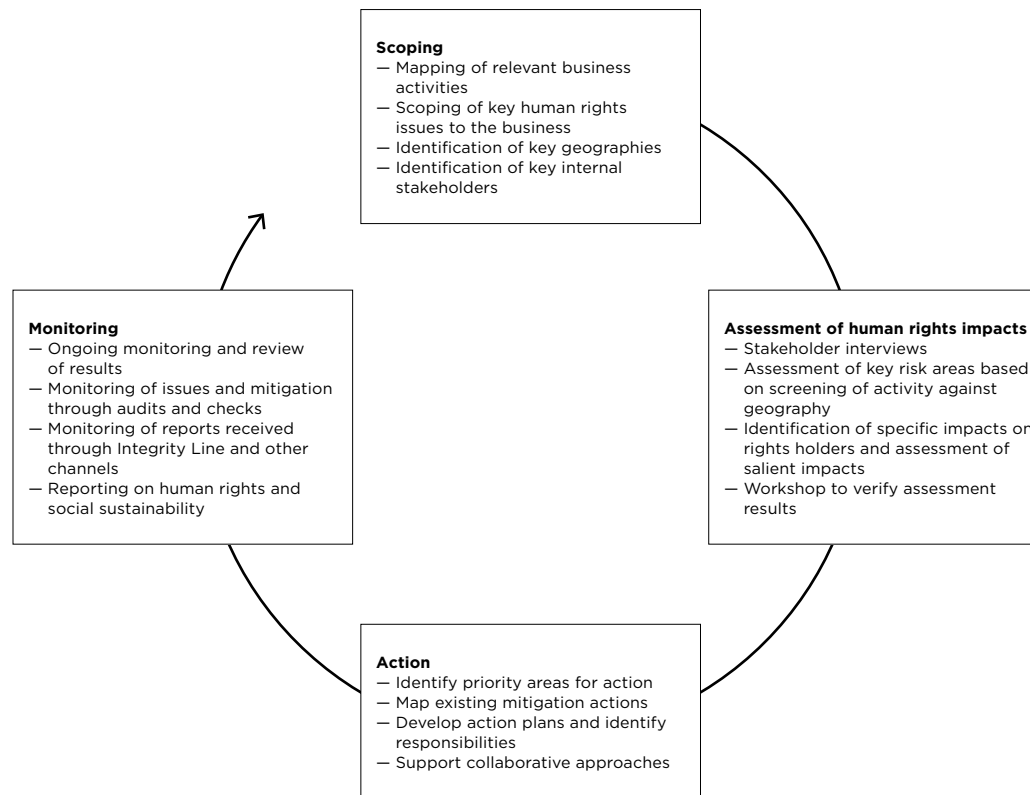 Scoping
— Mapping of relevant business
activities
— Scoping of key human rights
issues to the business
— Identification of key geographies
— Identification of key internal
stakeholders
Assessment of human rights impacts
— Stakeholder interviews
— Assessment of key risk areas based
on screening of activity against
geography
— Identification of specific impacts on
rights holders and assessment of
salient impacts
— Workshop to verify assessment
results
Action
— Identify priority areas for action
— Map existing mitigation actions
— Develop action plans and identify
responsibilities
— Support collaborative approaches
Monitoring
— Ongoing monitoring and review
of results
— Monitoring of issues and mitigation
through audits and checks
— Monitoring of reports received
through Integrity Line and other
channels
— Reporting on human rights and
social sustainability